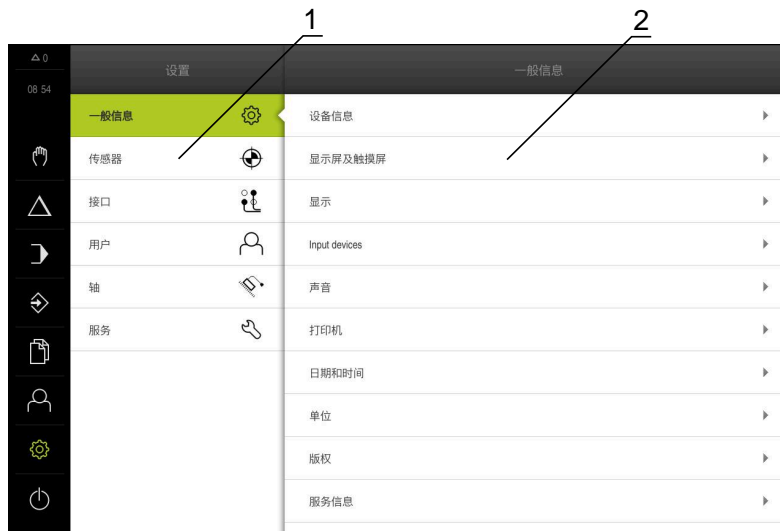 1
2
0
08 54
设置
一般信息
一般信息
传感器
接口
用户
轴
服务
设备信息
显示屏及触摸屏
显示
Input devices
声音
打印机
日期和时间
单位
版权
服务信息